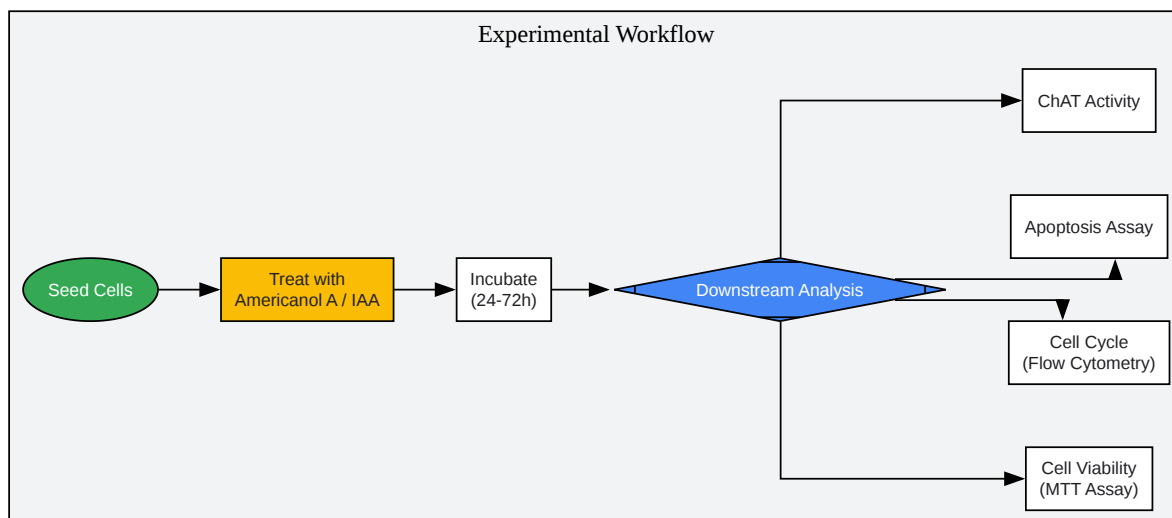 Experimental Workflow
ChAT Activity
Apoptosis Assay
Seed Cells
Treat with
Americanol A / IAA
Incubate
(24-72h)
Downstream Analysis
Cell Cycle
(Flow Cytometry)
Cell Viability
(MTT Assay)